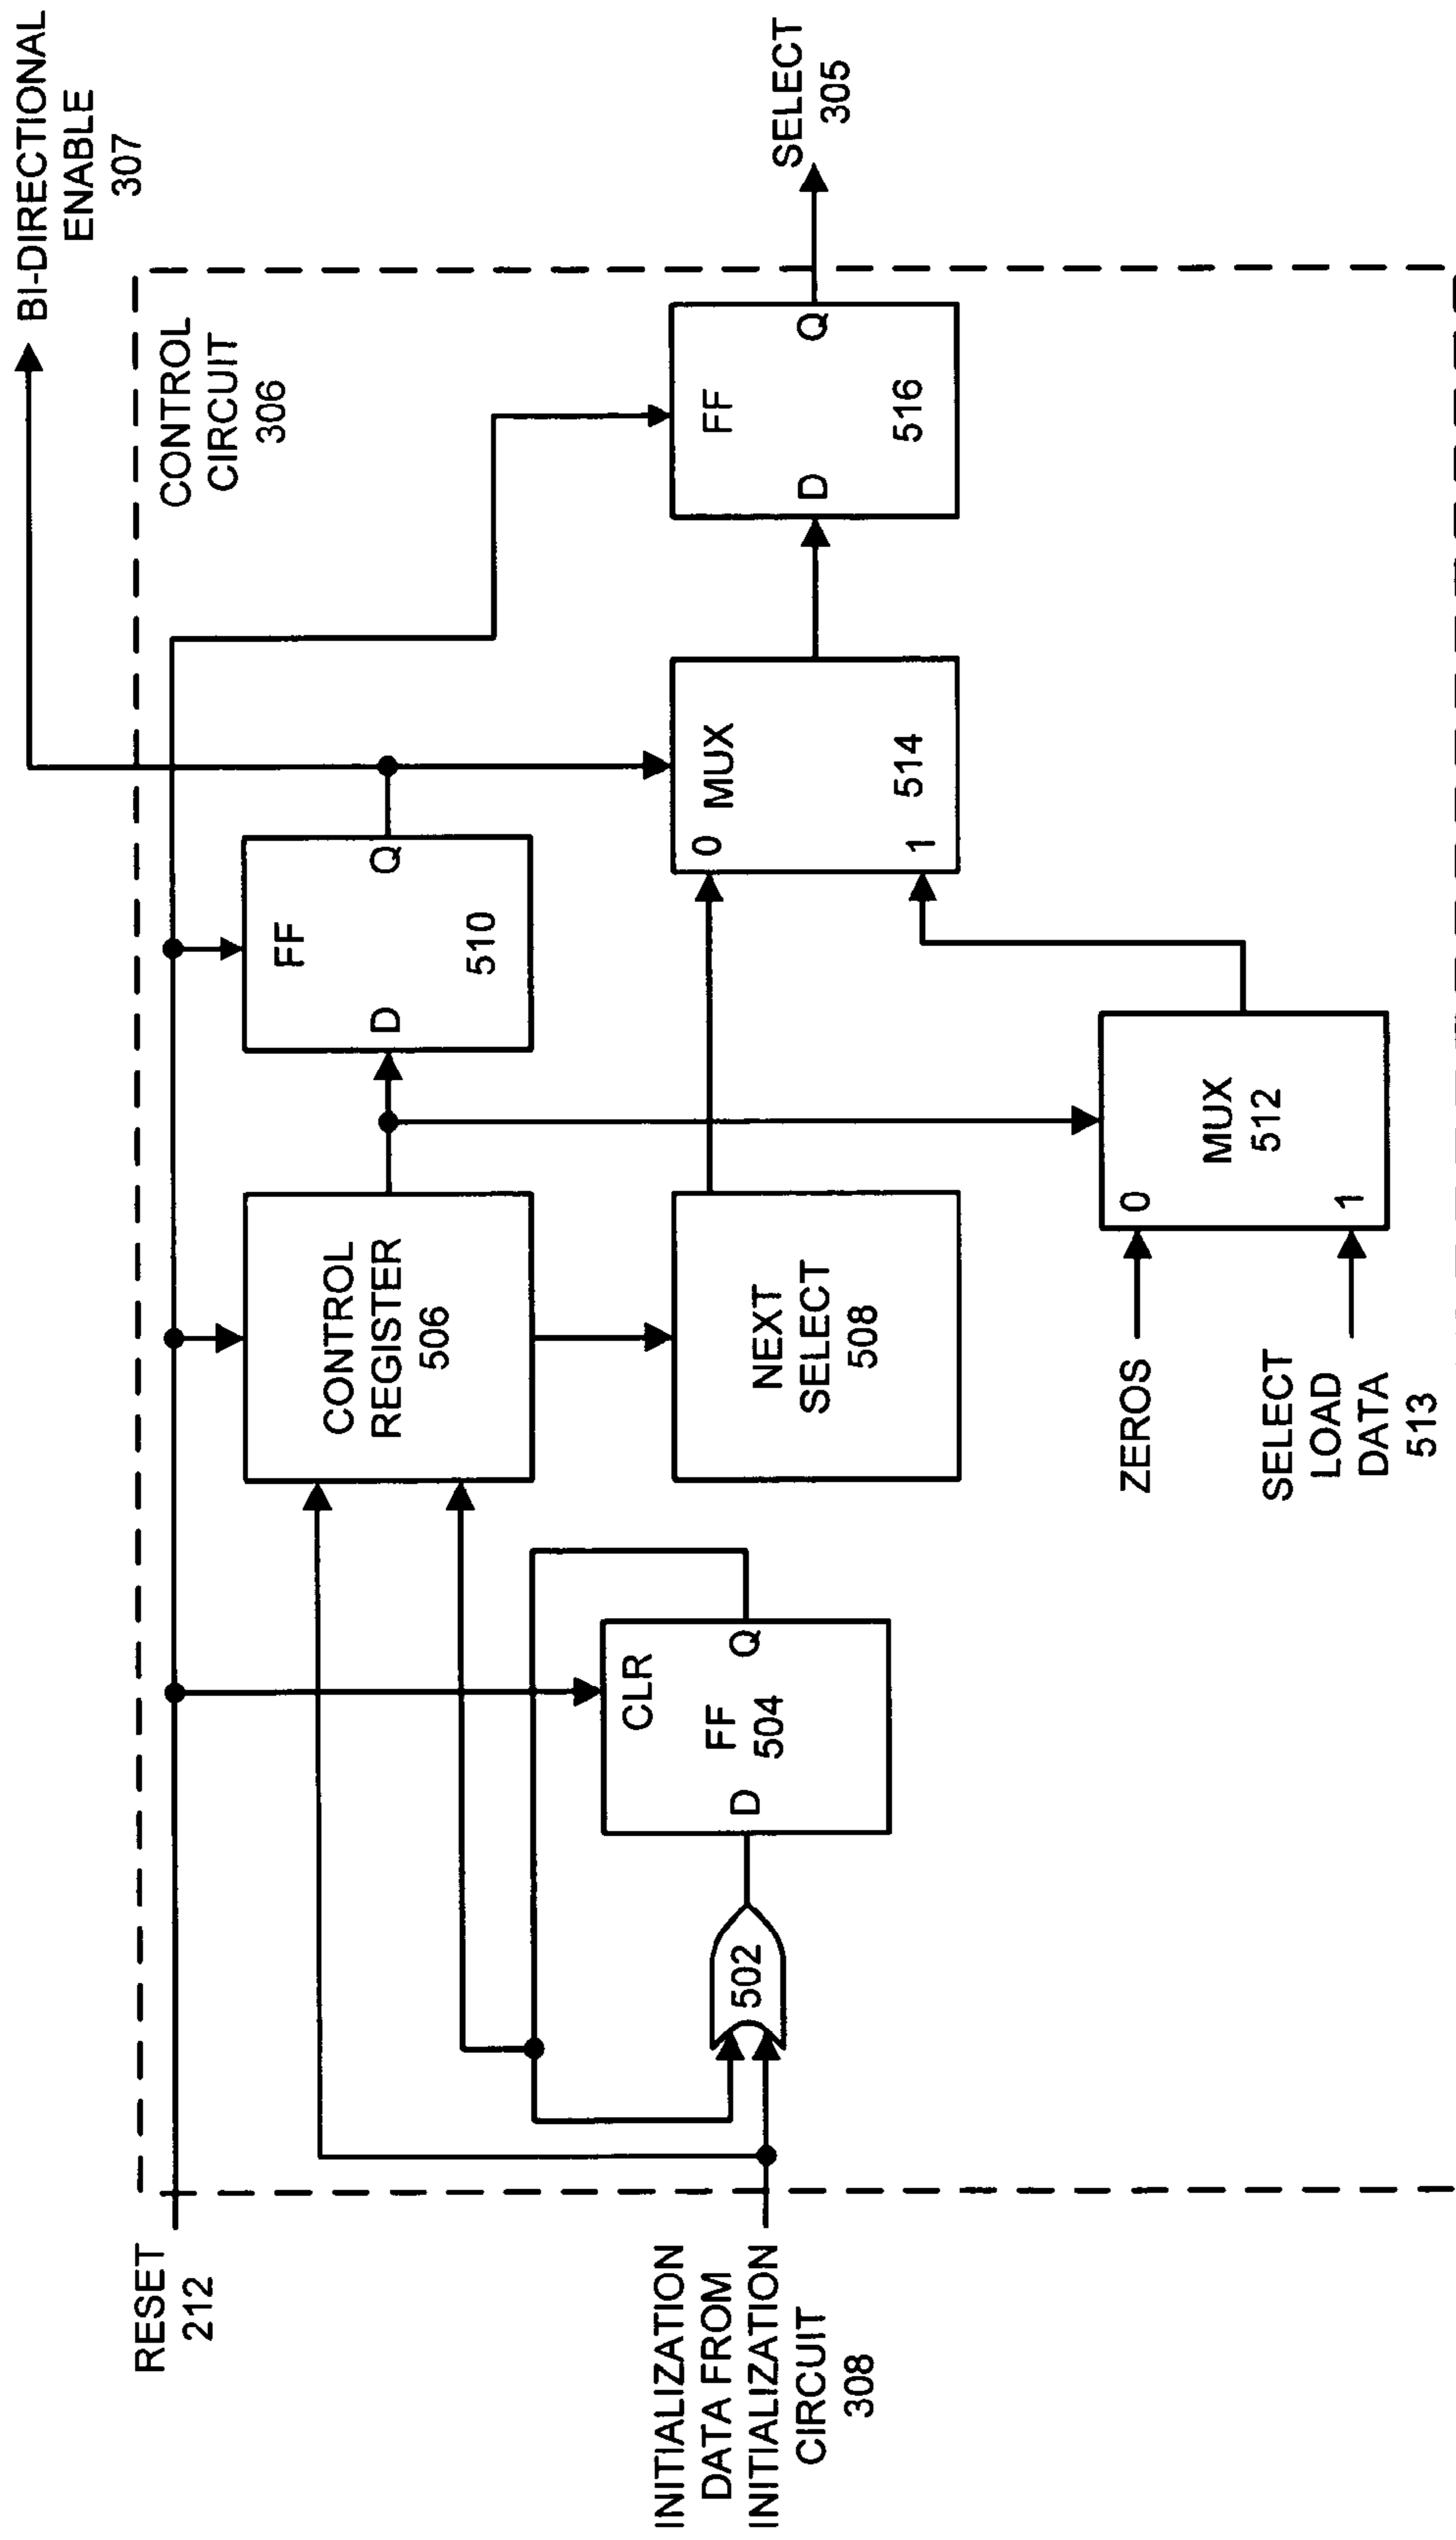 BI-DIRECTIONAL
ENABLE
307
RESET
212
CONTROL
CIRCUIT
306
CONTROL
REGISTER
506
FF
D
Q
510
INITIALIZATION
DATA FROM
INITIALIZATION
CIRCUIT
308
502
CLR
FF
504
D
Q
NEXT
SELECT
508
MUX
0
1
514
FF
D
Q
516
SELECT
305
ZEROS
SELECT
LOAD
DATA
513
0
1
MUX
512